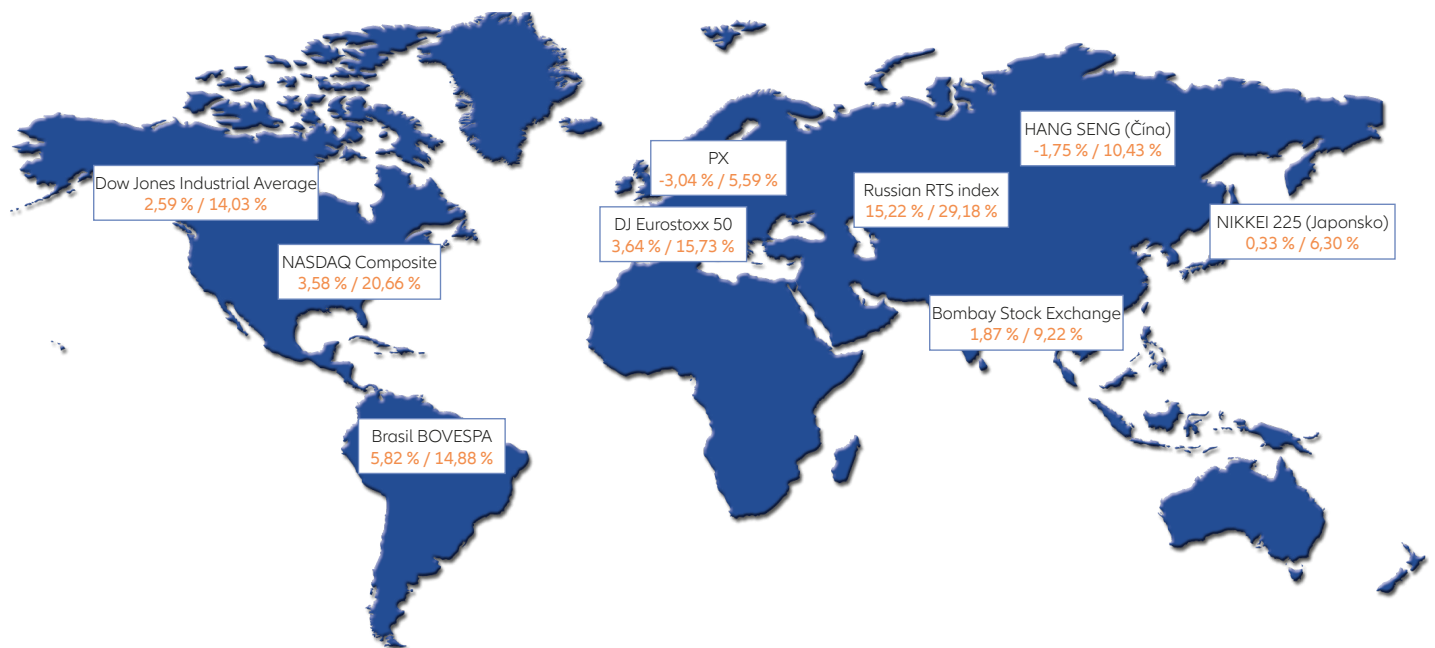 HANG SENG (Čína)
-1,75 % / 10,43 %
PX
-3,04 % / 5,59 %
Dow Jones Industrial Average
2,59 % / 14,03 %
Russian RTS index
15,22 % / 29,18 %
DJ Eurostoxx 50
3,64 % / 15,73 %
NIKKEI 225 (Japonsko)
0,33 % / 6,30 %
NASDAQ Composite
3,58 % / 20,66 %
Bombay Stock Exchange
1,87 % / 9,22 %
Brasil BOVESPA
5,82 % / 14,88 %